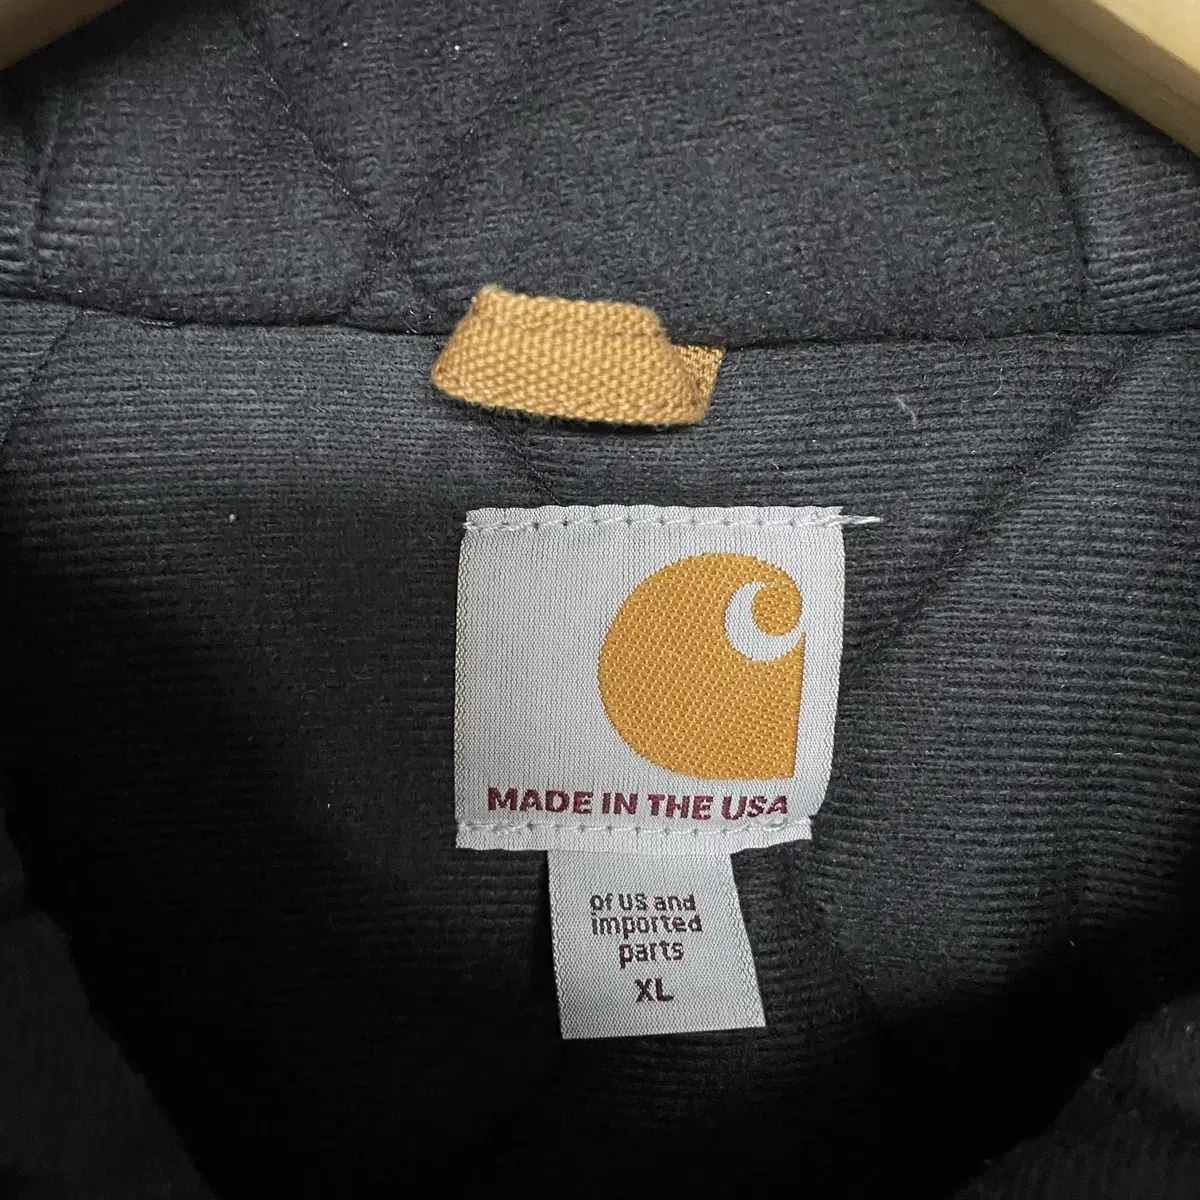 MADE IN THE USA
of US and
imported
parts
XL